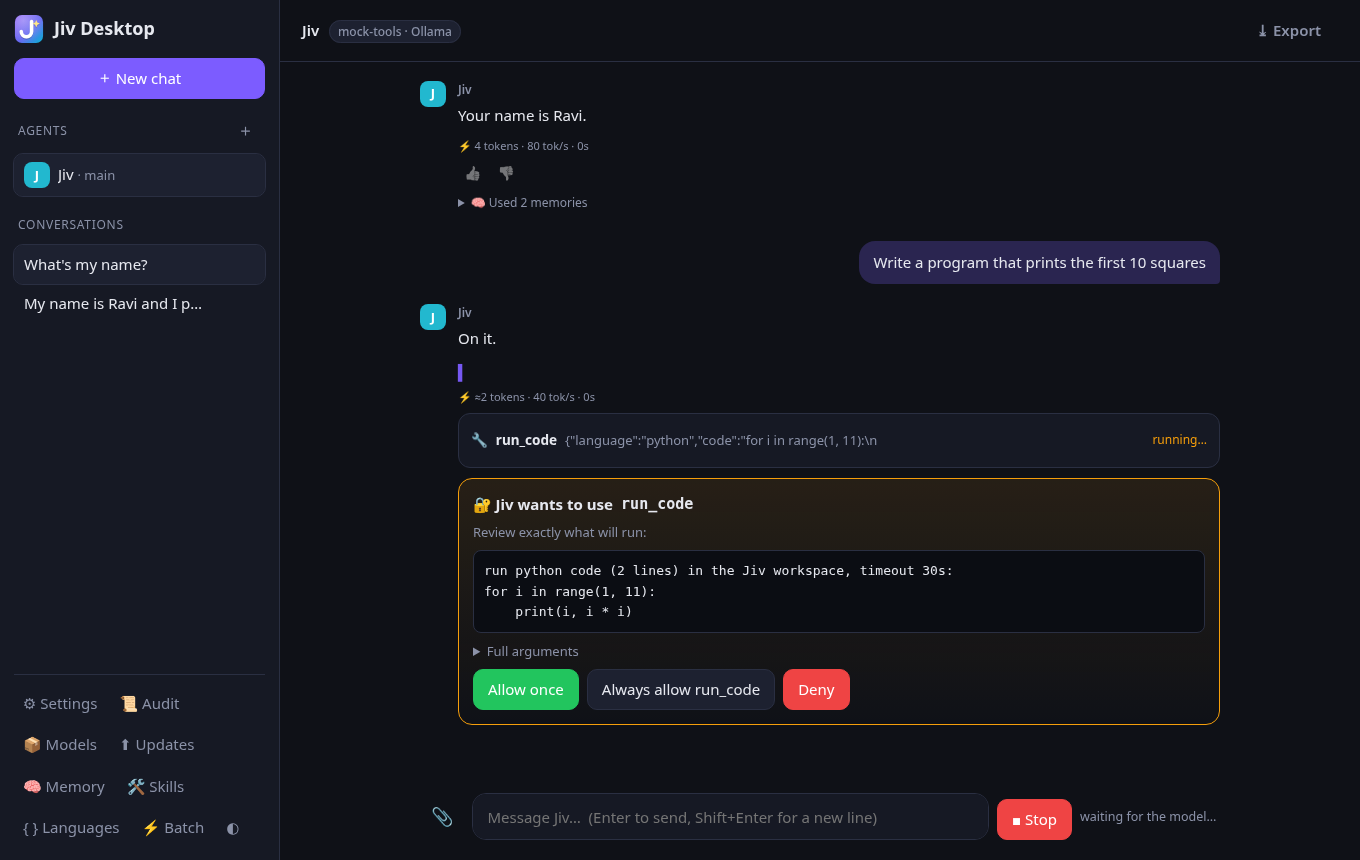 Jiv Desktop
+ New chat
AGENTS +
J Jiv · main
CONVERSATIONS
What's my name?
My name is Ravi and I p...
⚙ Settings 📜 Audit
📦 Models ⬆ Updates
🧠 Memory 🛠️ Skills
{ } Languages ⚡ Batch ◐
Jiv mock-tools · Ollama
⤓ Export
J Jiv
Your name is Ravi.
⚡ 4 tokens · 80 tok/s · 0s
👍 👎
▶ 🧠 Used 2 memories
Write a program that prints the first 10 squares
J Jiv
On it.
⚡ ≈2 tokens · 40 tok/s · 0s
🔧 run_code {"language":"python","code":"for i in range(1, 11):\n running…
🔐 Jiv wants to use run_code
Review exactly what will run:
run python code (2 lines) in the Jiv workspace, timeout 30s:
for i in range(1, 11):
    print(i, i * i)
▶ Full arguments
Allow once Always allow run_code Deny
📎 Message Jiv… (Enter to send, Shift+Enter for a new line) ■ Stop waiting for the model…